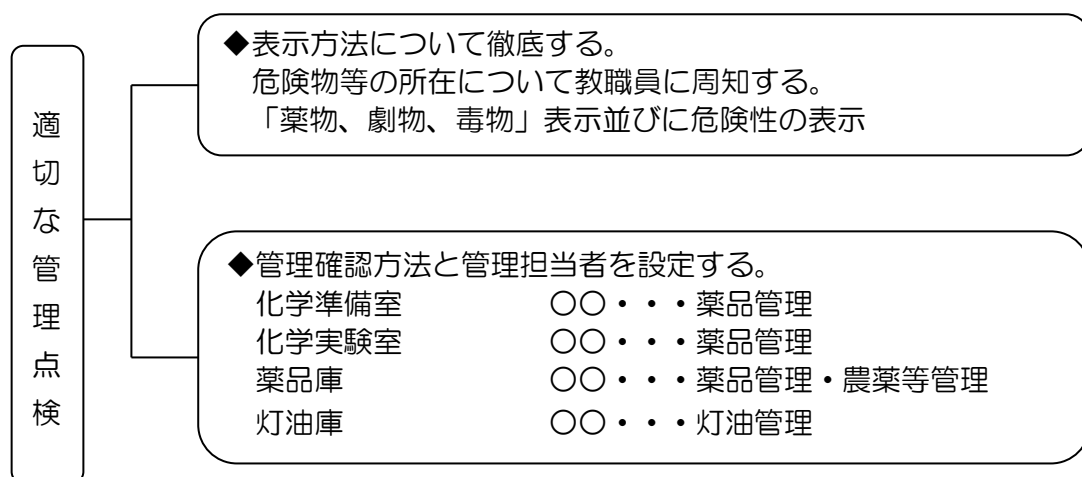 適切な管理点検
◆表示方法について徹底する。
危険物等の所在について教職員に周知する。
「薬物、劇物、毒物」表示並びに危険性の表示
◆管理確認方法と管理担当者を設定する。
化学準備室 〇〇・・・薬品管理
化学実験室 〇〇・・・薬品管理
薬品庫 〇〇・・・薬品管理・農薬等管理
灯油庫 〇〇・・・灯油管理